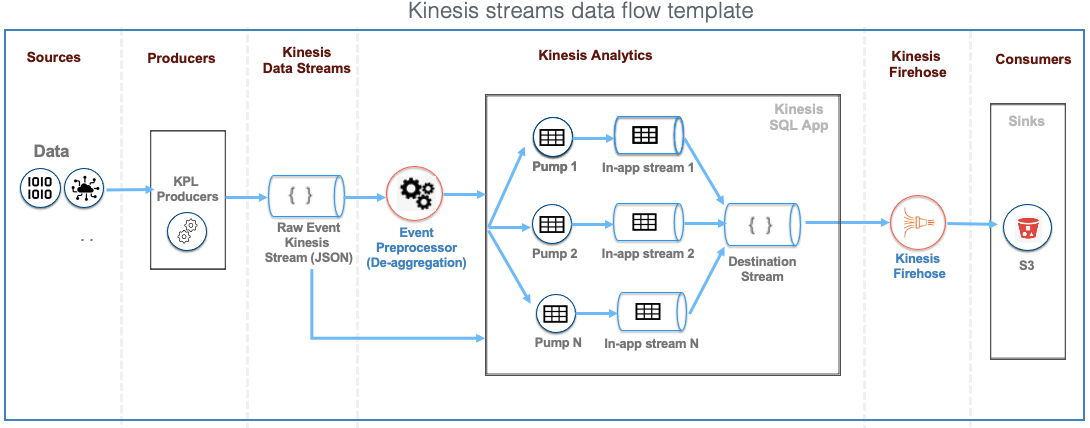 Kinesis streams data flow template
Sources
Producers
Kinesis
Data Streams
Kinesis Analytics
Kinesis
Firehose
Consumers
Data
1010
1010
. .
KPL
Producers
{ }
Raw Event
Kinesis
Stream (JSON)
Event
Preprocessor
(De-aggregation)
Kinesis
SQL App
Pump 1
In-app stream 1
Pump 2
In-app stream 2
Pump N
In-app stream N
{ }
Destination
Stream
Kinesis
Firehose
Sinks
S3